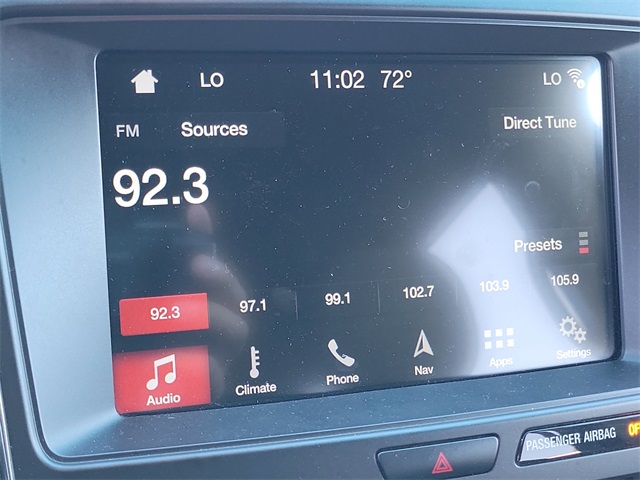 LO 11:02 72° LO
FM Sources Direct Tune
92.3
Presets
92.3 97.1 99.1 102.7 103.9 105.9
Audio Climate Phone Nav Apps Settings
PASSENGER AIRBAG OF